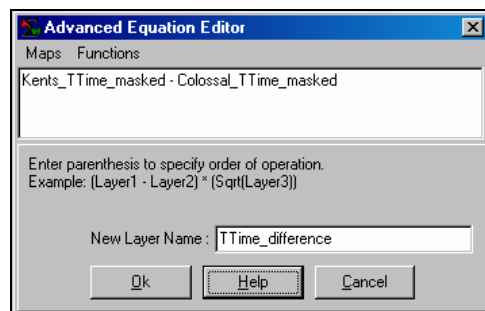 Advanced Equation Editor
Maps Functions
Kents_TTime_masked - Colossal_TTime_masked
Enter parenthesis to specify order of operation.
Example: (Layer1 - Layer2) * (Sqrt(Layer3))
New Layer Name : TTime_difference
Ok Help Cancel